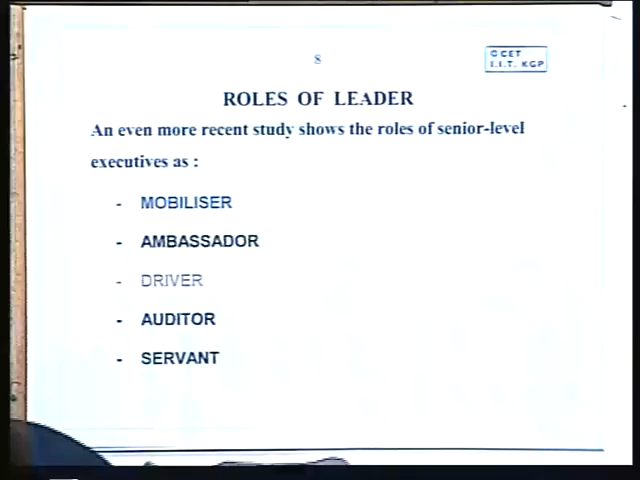 8
© CET
I.I.T. KGP
ROLES OF LEADER
An even more recent study shows the roles of senior-level
executives as :
- MOBILISER
- AMBASSADOR
- DRIVER
- AUDITOR
- SERVANT